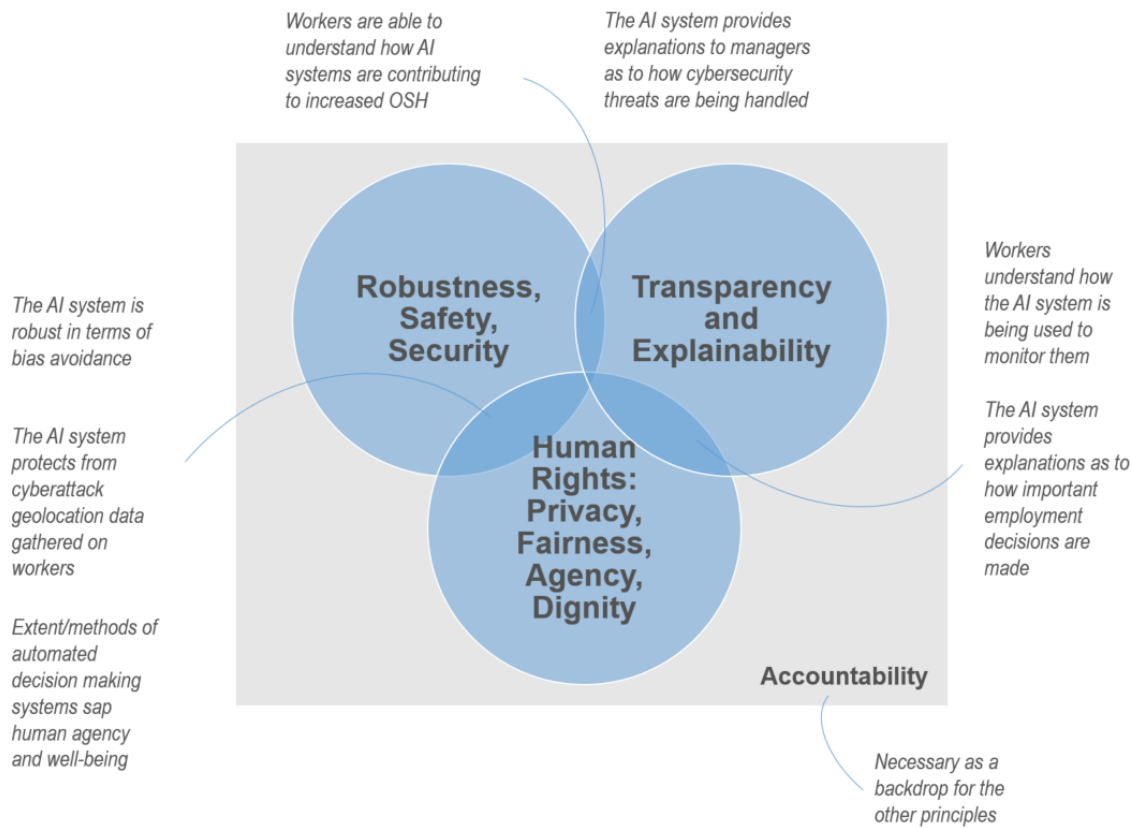 Workers are able to
understand how AI
systems are contributing
to increased OSH
The AI system provides
explanations to managers
as to how cybersecurity
threats are being handled
Robustness,
Safety,
Security
Transparency
and
Explainability
Human
Rights:
Privacy,
Fairness,
Agency,
Dignity
Accountability
The AI system is
robust in terms of
bias avoidance
The AI system
protects from
cyberattack
geolocation data
gathered on
workers
Extent/methods of
automated
decision making
systems sap
human agency
and well-being
Workers
understand how
the AI system is
being used to
monitor them
The AI system
provides
explanations as to
how important
employment
decisions are
made
Necessary as a
backdrop for the
other principles